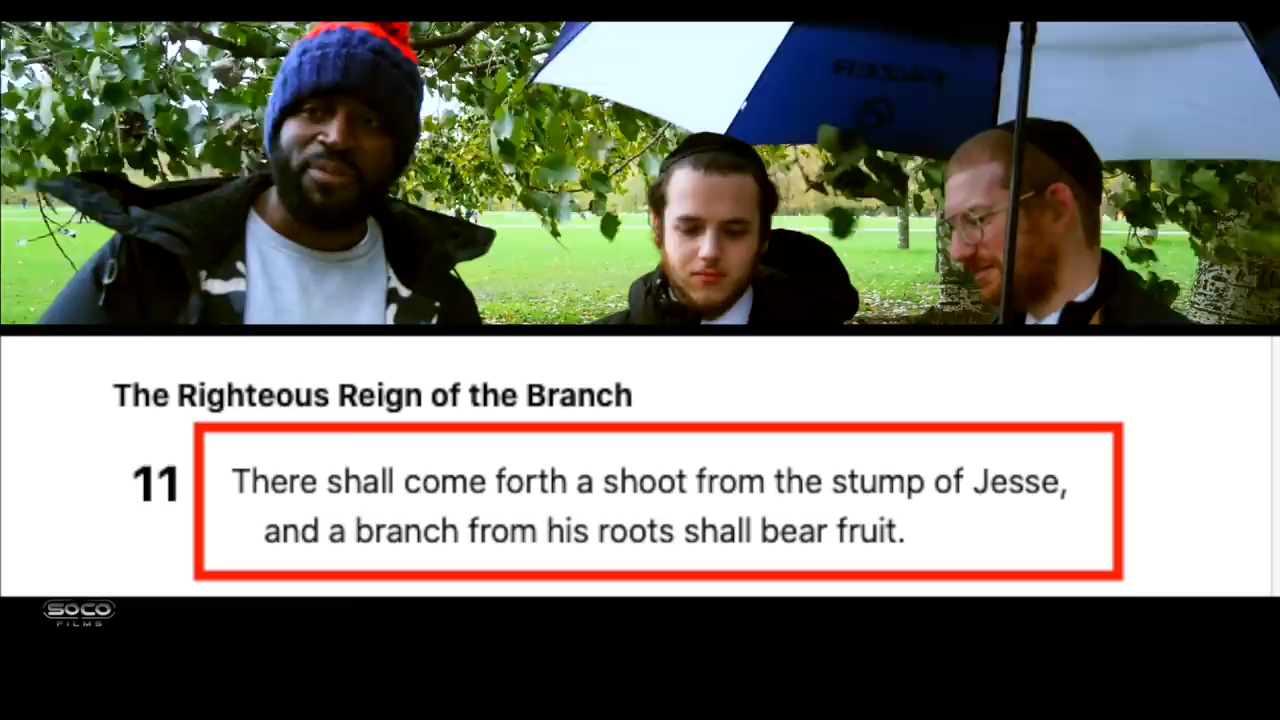 The Righteous Reign of the Branch
11 There shall come forth a shoot from the stump of Jesse,
and a branch from his roots shall bear fruit.
SOCO
FILMS